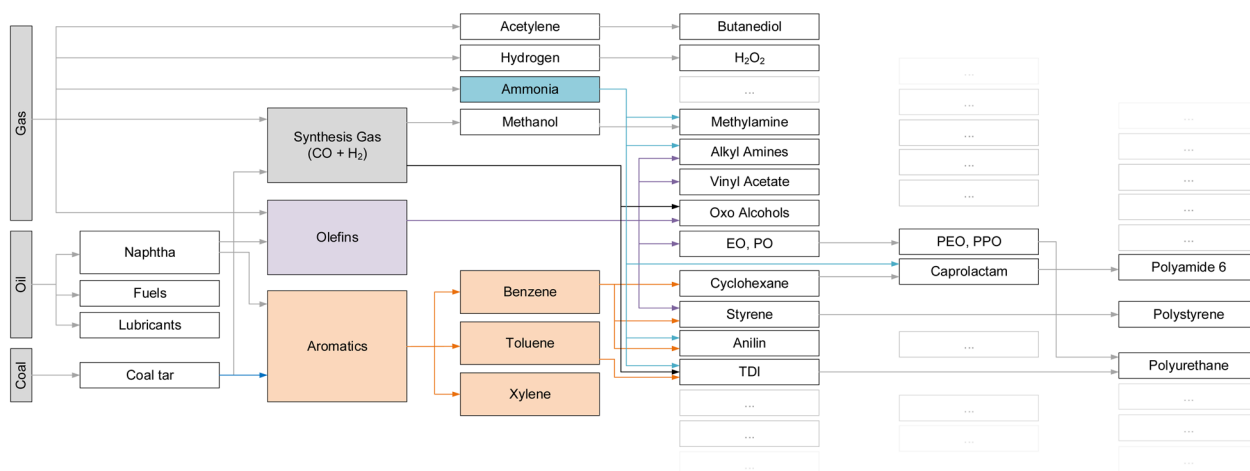 Gas
Oil
Coal
Naphtha
Fuels
Lubricants
Coal tar
Synthesis Gas
(CO + H₂)
Olefins
Aromatics
Acetylene
Hydrogen
Ammonia
Methanol
Benzene
Toluene
Xylene
Butanediol
H₂O₂
...
Methylamine
Alkyl Amines
Vinyl Acetate
Oxo Alcohols
EO, PO
Cyclohexane
Styrene
Anilin
TDI
...
...
...
...
...
...
...
...
PEO, PPO
Caprolactam
...
...
...
...
...
...
...
...
Polyamide 6
Polystyrene
Polyurethane
...
...
...